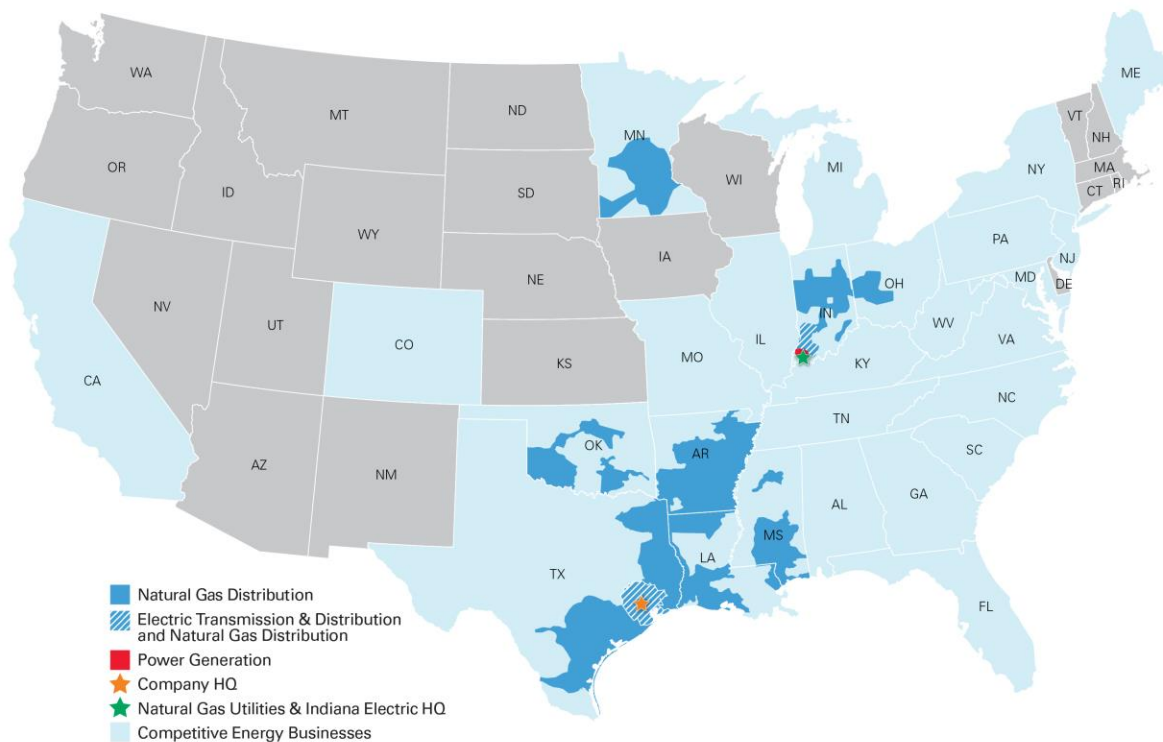 WA
MT
ND
MN
ME
VT
NH
OR
ID
SD
WI
MI
NY
MA
CT
RI
WY
IA
PA
NJ
NE
OH
MD
DE
NV
UT
CO
IL
IN
WV
VA
CA
KS
MO
KY
NC
TN
AZ
NM
OK
AR
SC
MS
AL
GA
TX
LA
FL
Natural Gas Distribution
Electric Transmission & Distribution
and Natural Gas Distribution
Power Generation
Company HQ
Natural Gas Utilities & Indiana Electric HQ
Competitive Energy Businesses